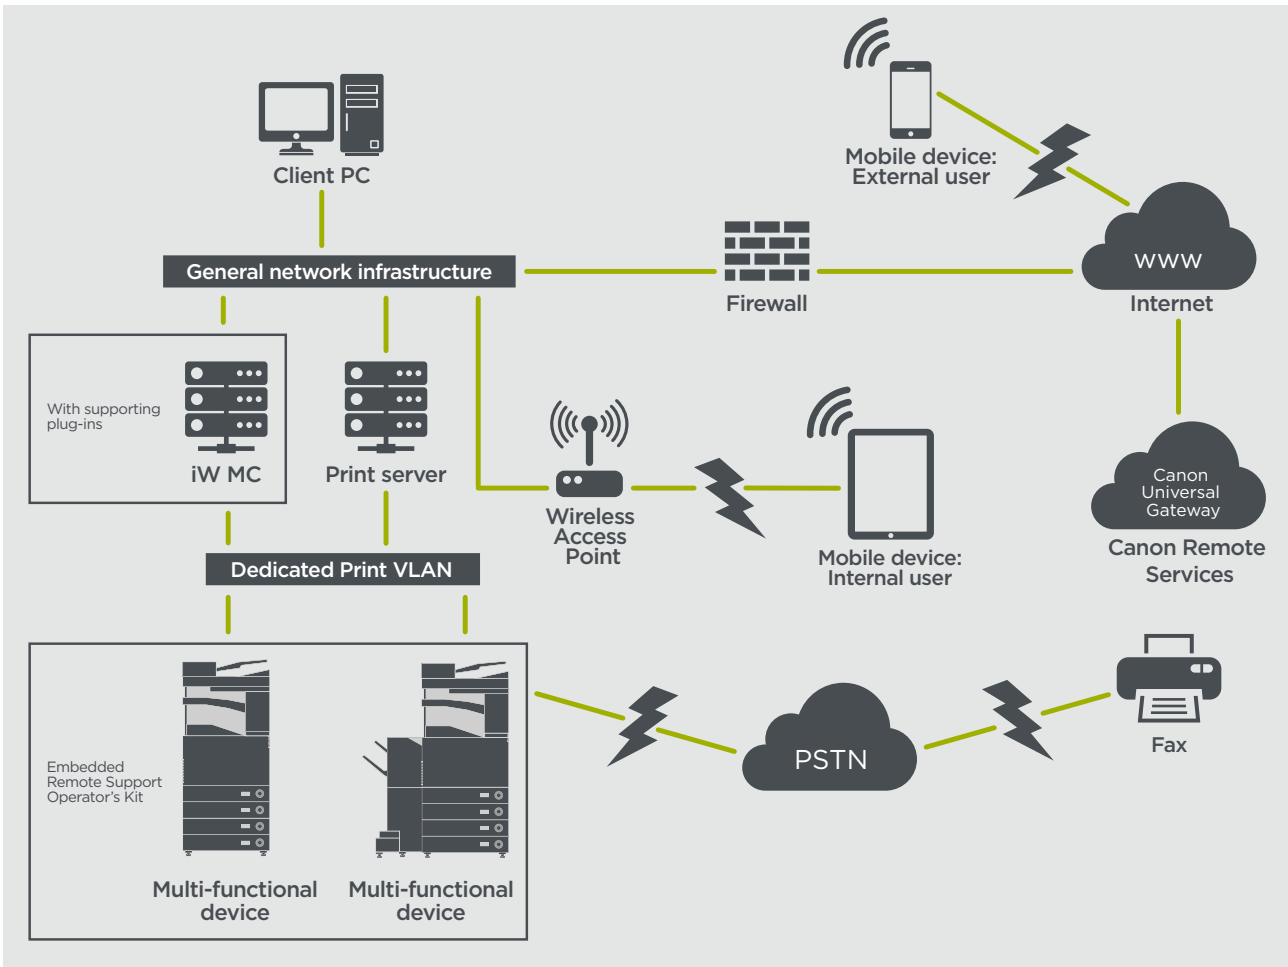 Client PC
Mobile device:
External user
General network infrastructure
Firewall
www
Internet
With supporting
plug-ins
iW MC
Print server
Wireless
Access
Point
Mobile device:
Internal user
Canon
Universal
Gateway
Canon Remote
Services
Dedicated Print VLAN
Embedded
Remote Support
Operator's Kit
Multi-functional
device
Multi-functional
device
PSTN
Fax